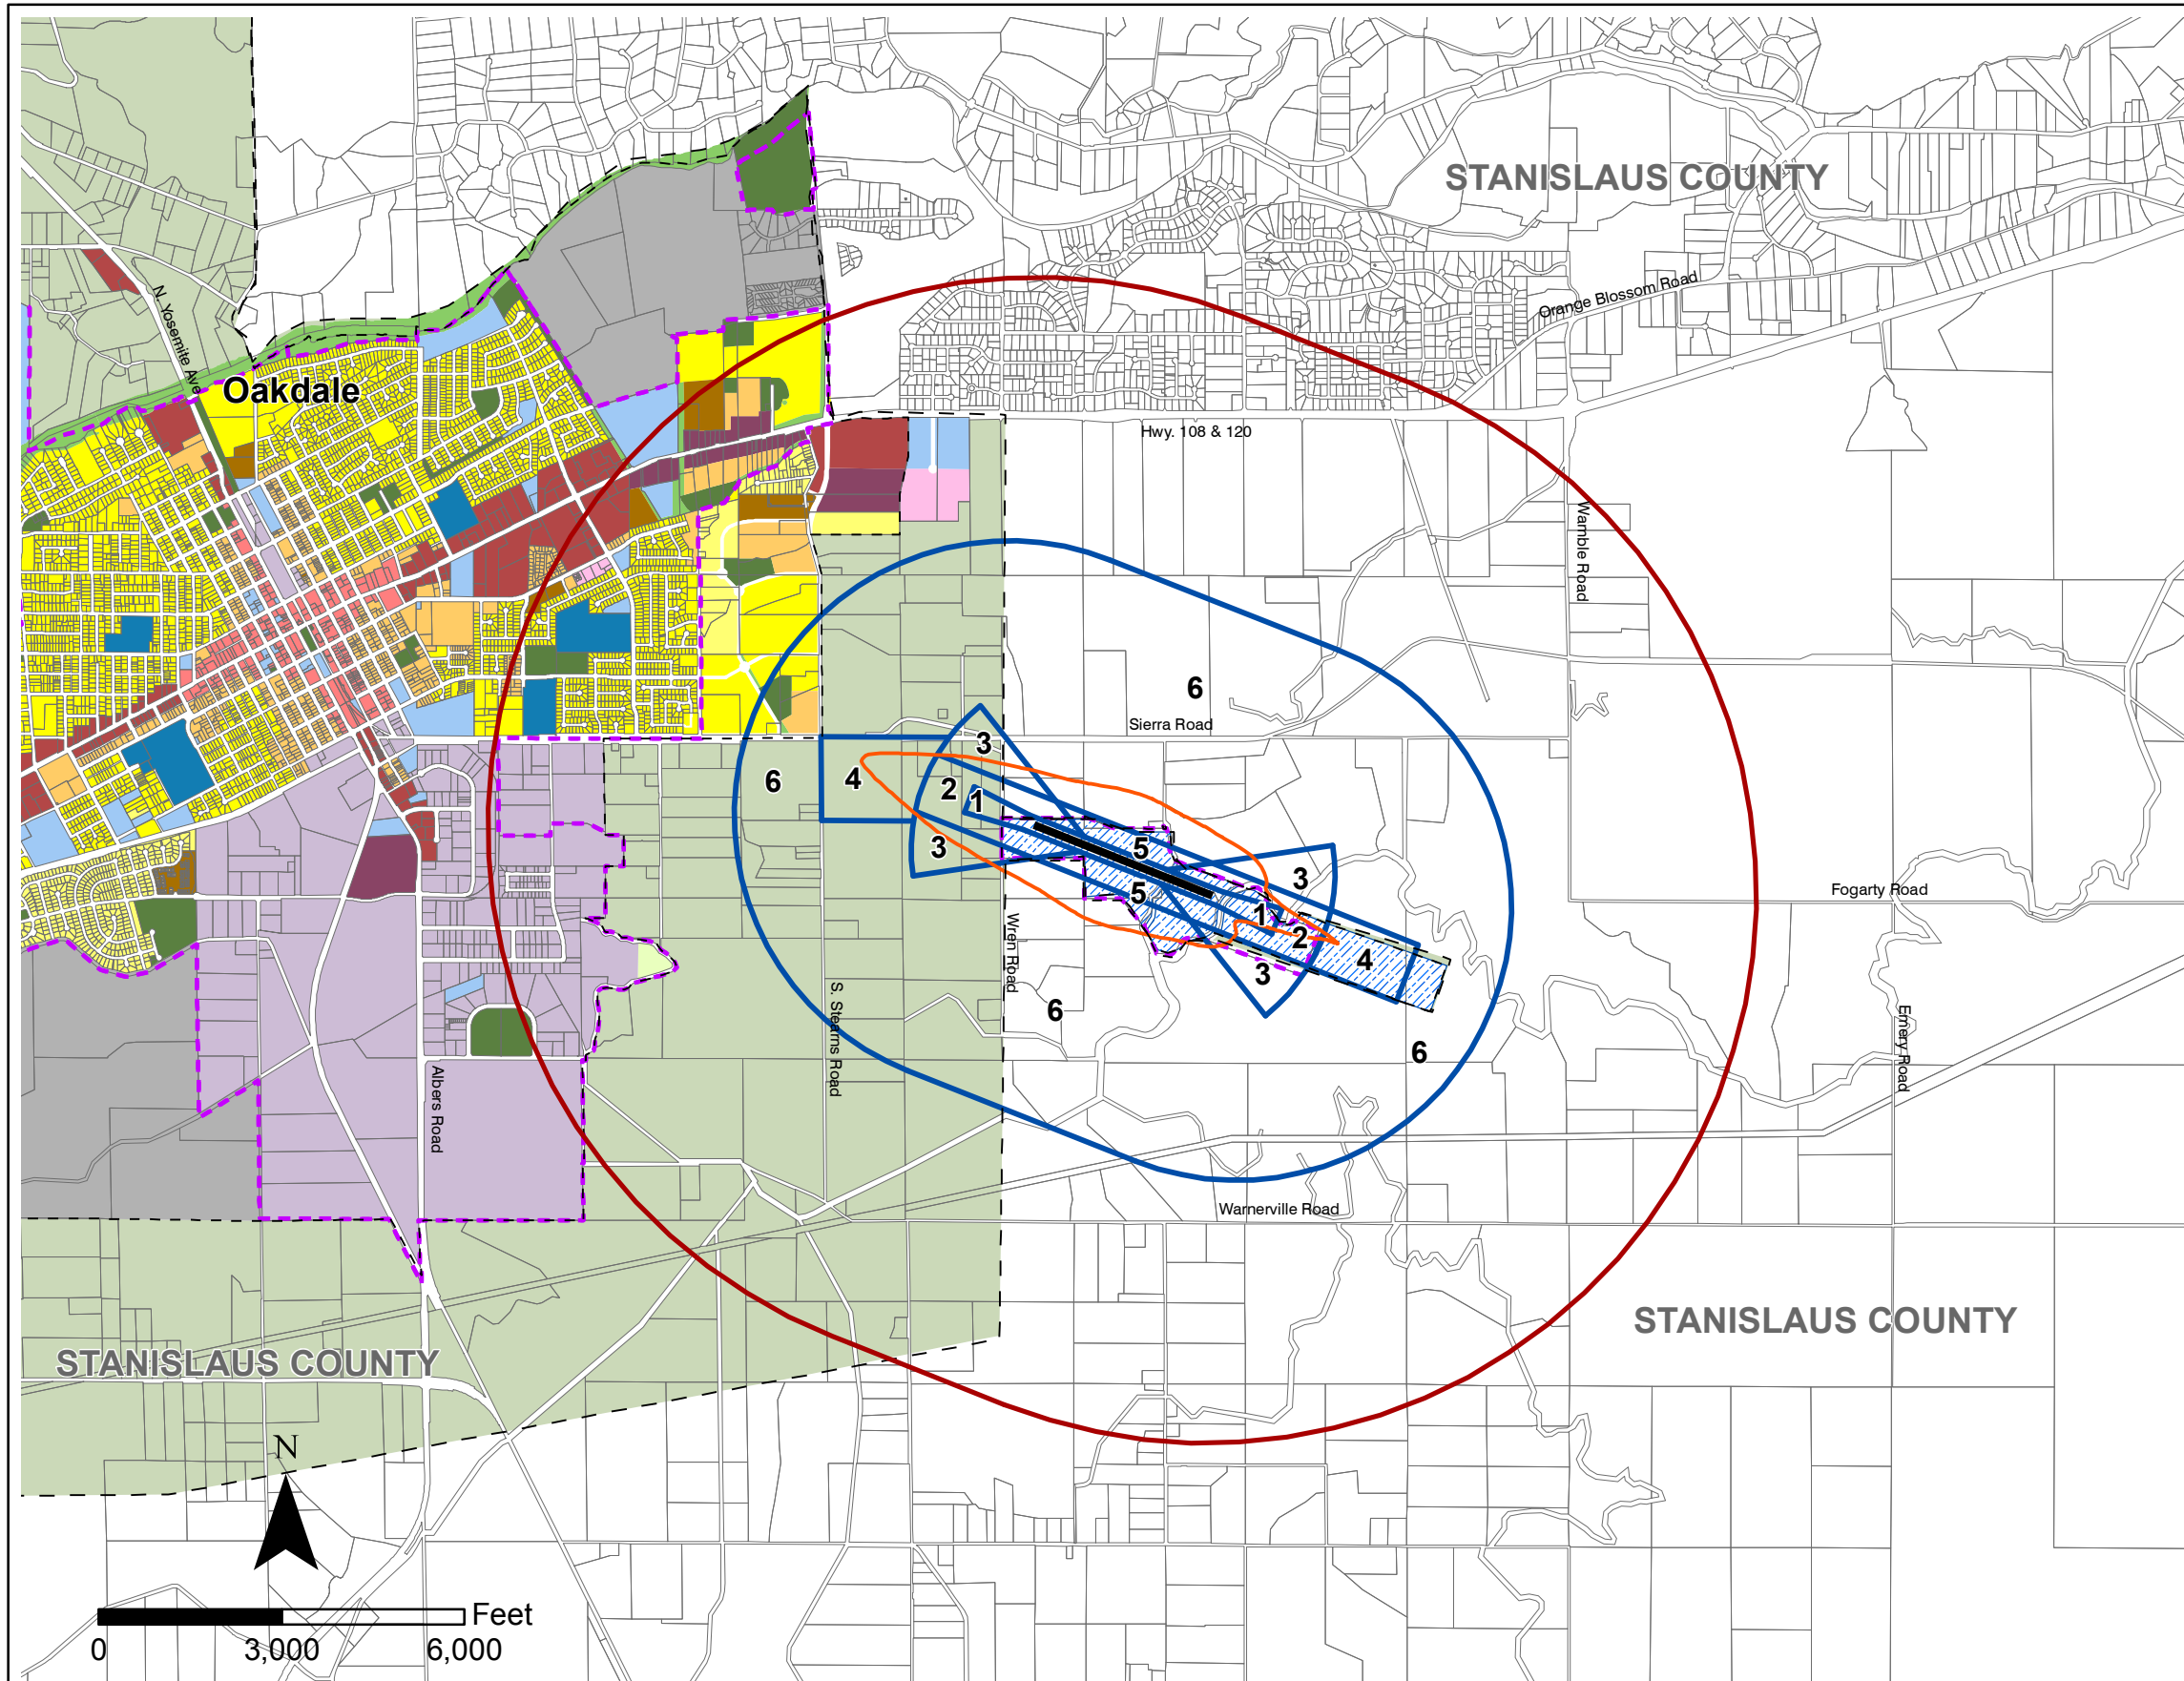 STANISLAUS COUNTY
N. Yosemite Ave
Orange Blossom Road
Oakdale
Hwy. 108 & 120
Wamble Road
6
Sierra Road
3
6
4
2
1
3
5
3
5
Fogarty Road
1
2
3
4
Wren Road
S. Stearns Road
6
6
Emery Road
Albers Road
Warnerville Road
STANISLAUS COUNTY
STANISLAUS COUNTY
N
Feet
0 3,000 6,000